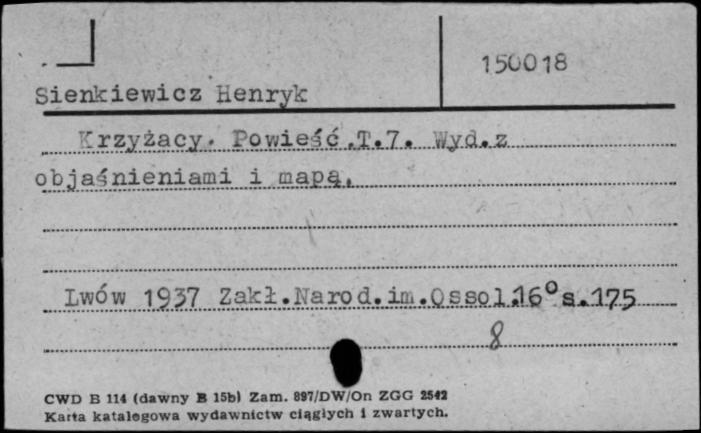 150018
Sienkiewicz Henryk
Krzyżacy. Powieść.T.7. Wyd.z
objaśnieniami i mapą.
Lwów 1937 Zakł.Narod.im.Ossol.16° s.175
8
CWD B 114 (dawny B 15b) Zam. 897/DW/On ZGG 2542
Karta katalogowa wydawnictw ciągłych i zwartych.